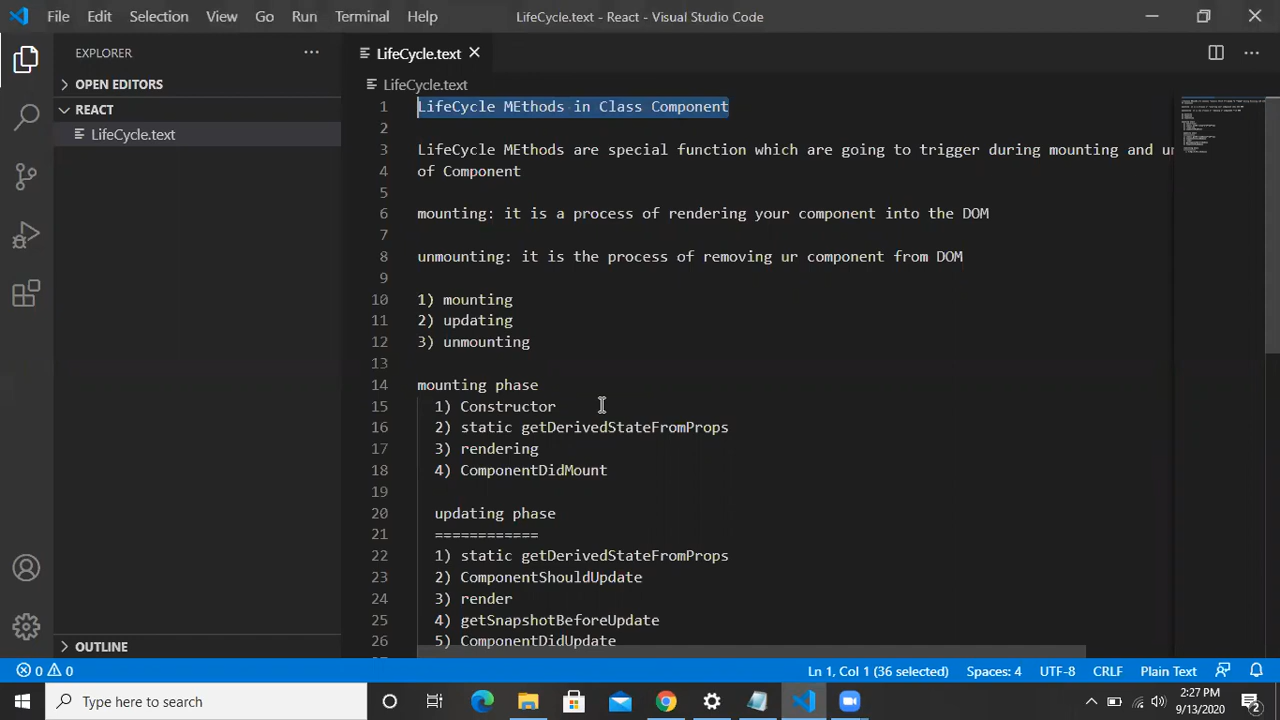 File Edit Selection View Go Run Terminal Help LifeCycle.text - React - Visual Studio Code
EXPLORER
OPEN EDITORS
REACT
LifeCycle.text
OUTLINE
LifeCycle.text
LifeCycle.text
1 LifeCycle MEthods in Class Component
2
3 LifeCycle MEthods are special function which are going to trigger during mounting and
4 of Component
5
6 mounting: it is a process of rendering your component into the DOM
7
8 unmounting: it is the process of removing ur component from DOM
9
10 1) mounting
11 2) updating
12 3) unmounting
13
14 mounting phase
15 1) Constructor
16 2) static getDerivedStateFromProps
17 3) rendering
18 4) ComponentDidMount
19
20 updating phase
21 ============
22 1) static getDerivedStateFromProps
23 2) ComponentShouldUpdate
24 3) render
25 4) getSnapshotBeforeUpdate
26 5) ComponentDidUpdate
0 0 Ln 1, Col 1 (36 selected) Spaces: 4 UTF-8 CRLF Plain Text
Type here to search
2:27 PM
9/13/2020
2